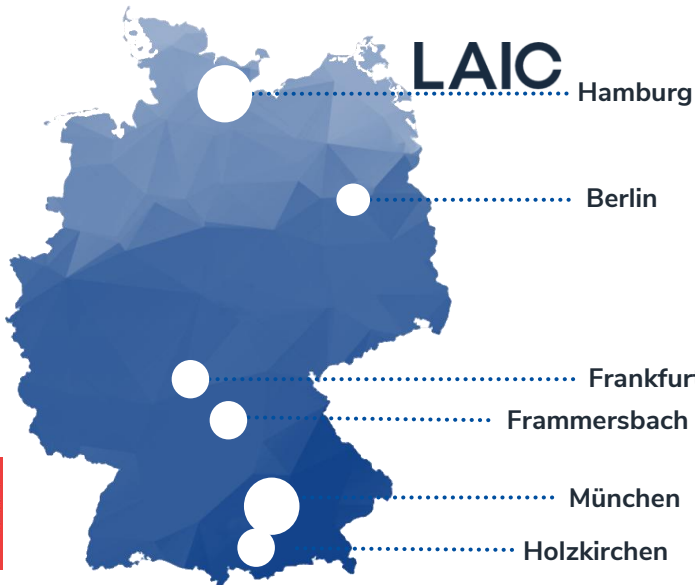 LAIC
Hamburg
Berlin
Frankfur
Frammersbach
München
Holzkirchen